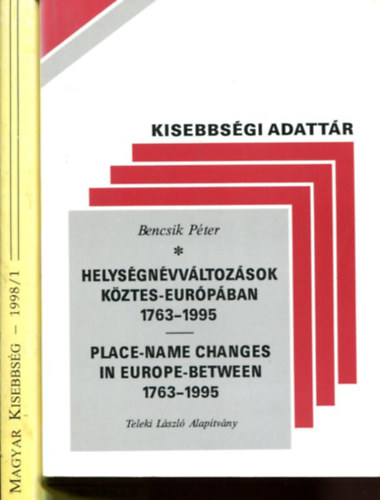 MAGYAR KISEBBSÉG – 1998/1
KISEBBSÉGI ADATTÁR
Bencsik Péter
*
HELYSÉGNÉVVÁLTOZÁSOK
KÖZTES-EURÓPÁBAN
1763–1995
PLACE-NAME CHANGES
IN EUROPE-BETWEEN
1763–1995
Teleki László Alapítvány